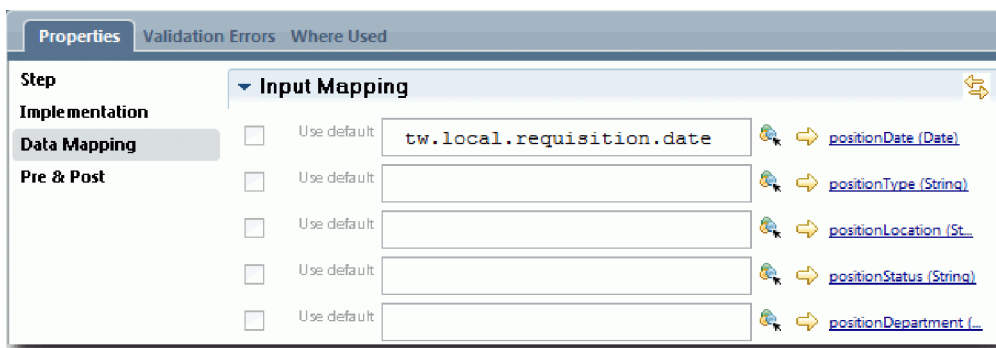 Properties Validation Errors Where Used
Step
Implementation
Data Mapping
Pre & Post
Input Mapping
Use default tw.local.requisition.date positionDate (Date)
Use default positionType (String)
Use default positionLocation (St...
Use default positionStatus (String)
Use default positionDepartment (...